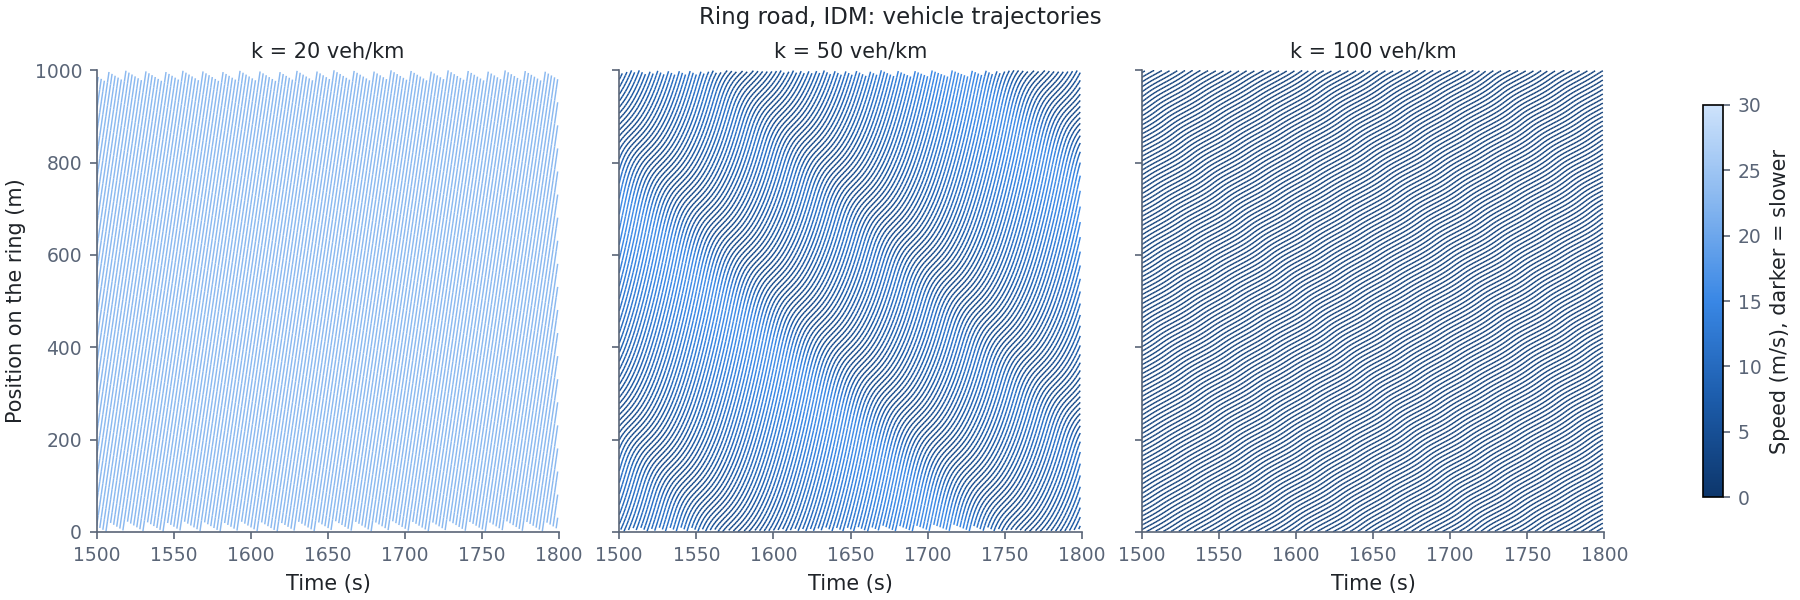 Ring road, IDM: vehicle trajectories
k = 20 veh/km
k = 50 veh/km
k = 100 veh/km
Position on the ring (m)
1000
800
600
400
200
0
1500 1550 1600 1650 1700 1750 1800
1500 1550 1600 1650 1700 1750 1800
1500 1550 1600 1650 1700 1750 1800
Time (s)
Time (s)
Time (s)
30
25
20
15
10
5
0
Speed (m/s), darker = slower